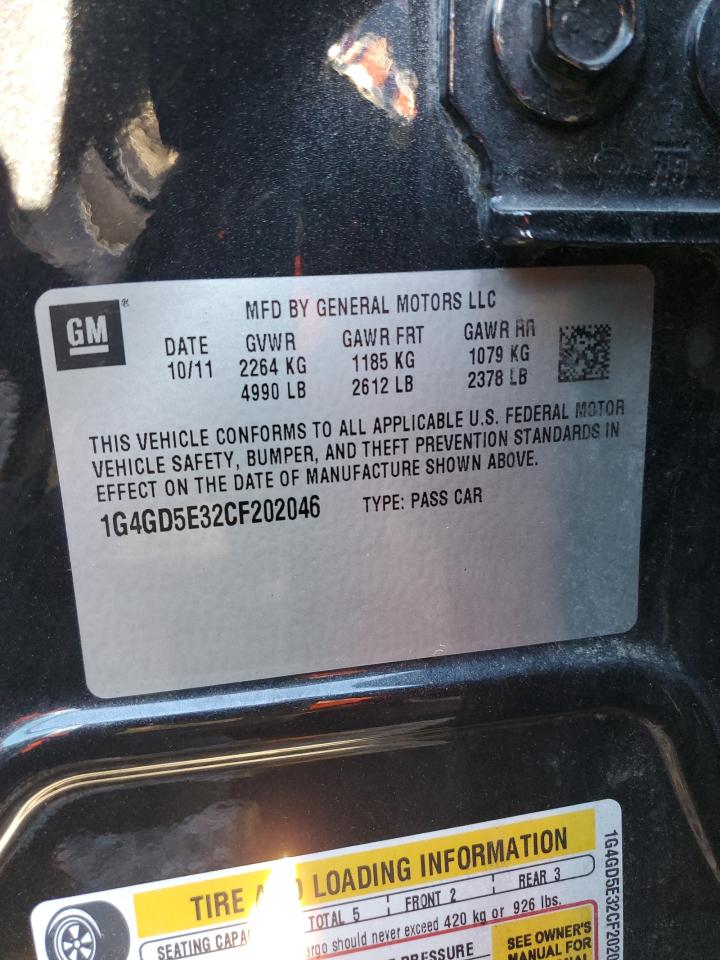 GM ®
MFD BY GENERAL MOTORS LLC
DATE GVWR GAWR FRT GAWR RR
10/11 2264 KG 1185 KG 1079 KG
4990 LB 2612 LB 2378 LB
THIS VEHICLE CONFORMS TO ALL APPLICABLE U.S. FEDERAL MOTOR
VEHICLE SAFETY, BUMPER, AND THEFT PREVENTION STANDARDS IN
EFFECT ON THE DATE OF MANUFACTURE SHOWN ABOVE.
1G4GD5E32CF202046 TYPE: PASS CAR
TIRE LOADING INFORMATION
SEATING TOTAL 5 FRONT 2 REAR 3
should never exceed 420 kg or 926 lbs.
PRESSURE
SEE OWNER'S
MANUAL FOR
1G4GD5E32CF2020